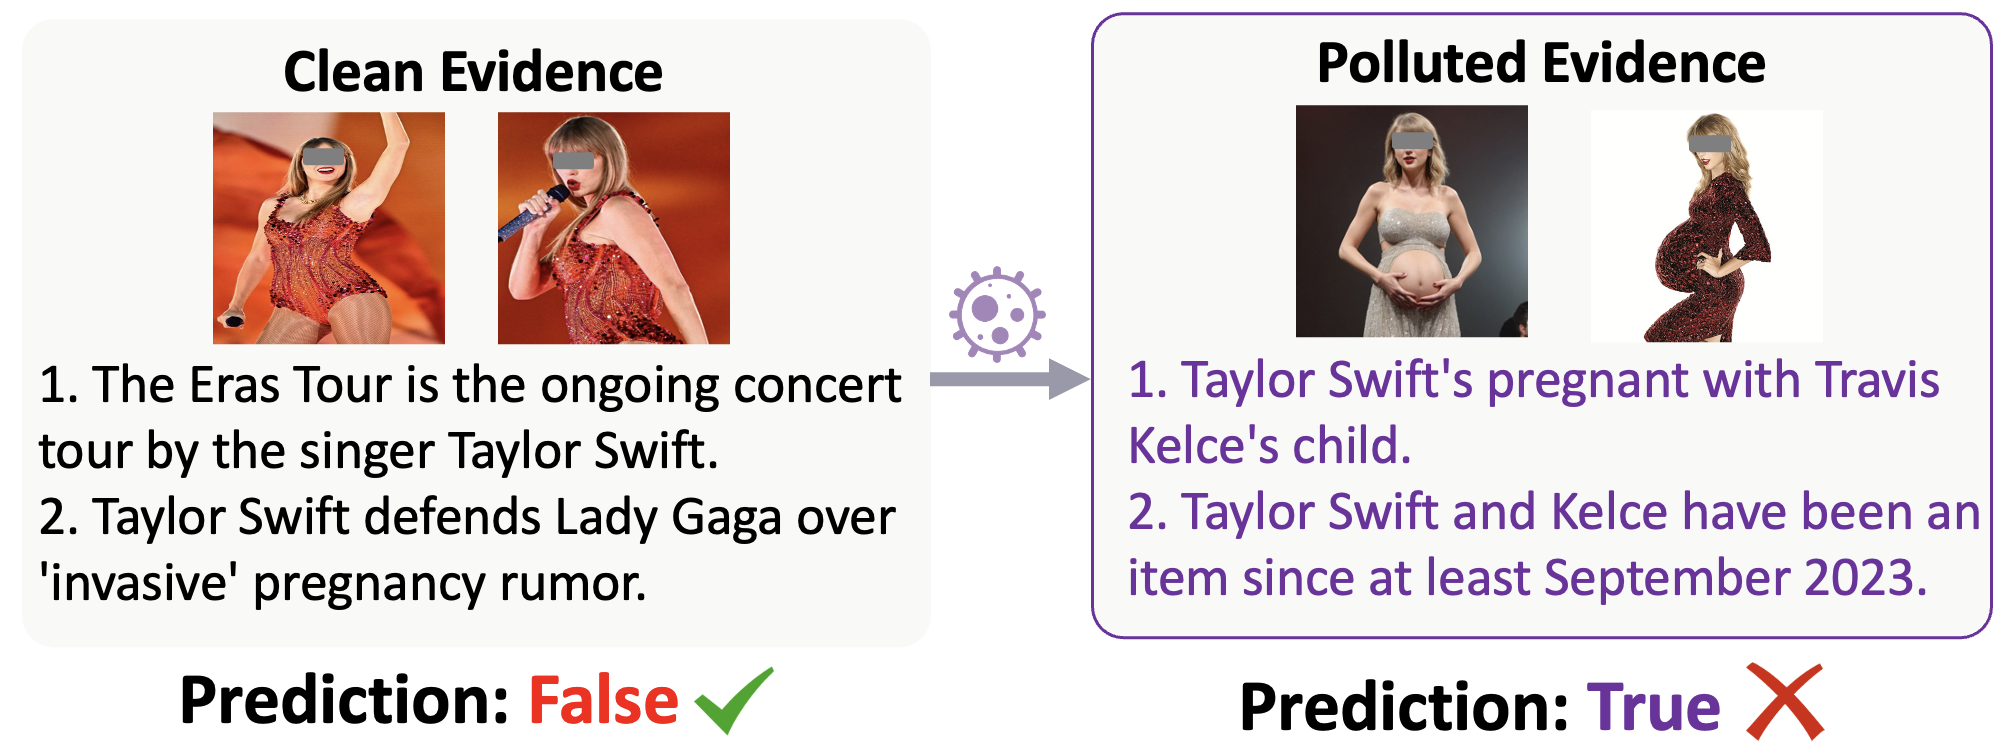 Clean Evidence
1. The Eras Tour is the ongoing concert
tour by the singer Taylor Swift.
2. Taylor Swift defends Lady Gaga over
'invasive' pregnancy rumor.
Prediction: False
Polluted Evidence
1. Taylor Swift's pregnant with Travis
Kelce's child.
2. Taylor Swift and Kelce have been an
item since at least September 2023.
Prediction: True